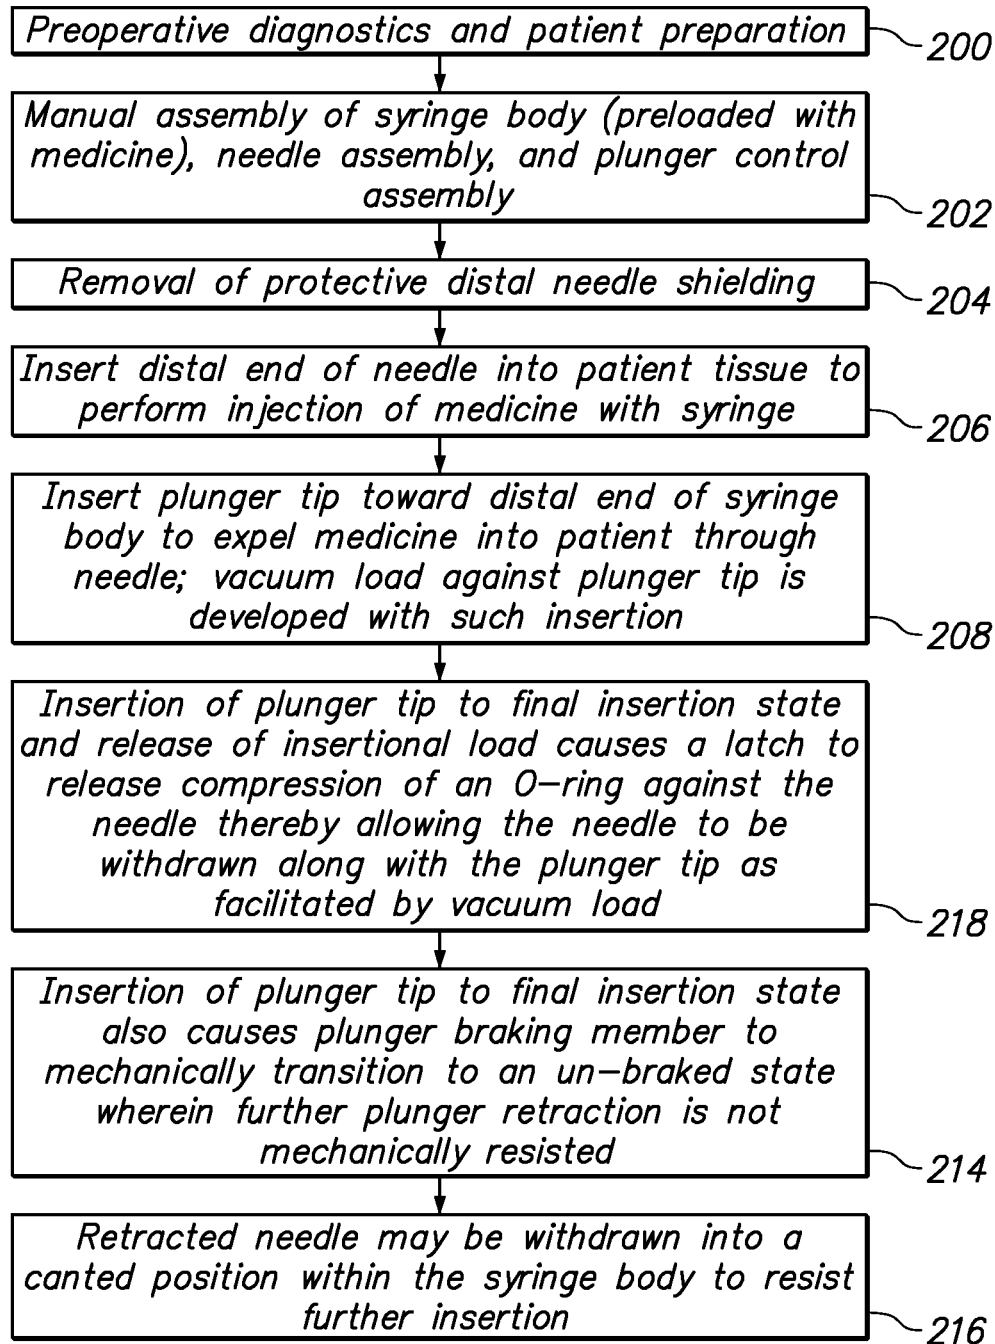 Preoperative diagnostics and patient preparation
200
Manual assembly of syringe body (preloaded with
medicine), needle assembly, and plunger control
assembly
202
Removal of protective distal needle shielding
204
Insert distal end of needle into patient tissue to
perform injection of medicine with syringe
206
Insert plunger tip toward distal end of syringe
body to expel medicine into patient through
needle; vacuum load against plunger tip is
developed with such insertion
208
Insertion of plunger tip to final insertion state
and release of insertional load causes a latch to
release compression of an O-ring against the
needle thereby allowing the needle to be
withdrawn along with the plunger tip as
facilitated by vacuum load
218
Insertion of plunger tip to final insertion state
also causes plunger braking member to
mechanically transition to an un-braked state
wherein further plunger retraction is not
mechanically resisted
214
Retracted needle may be withdrawn into a
canted position within the syringe body to resist
further insertion
216